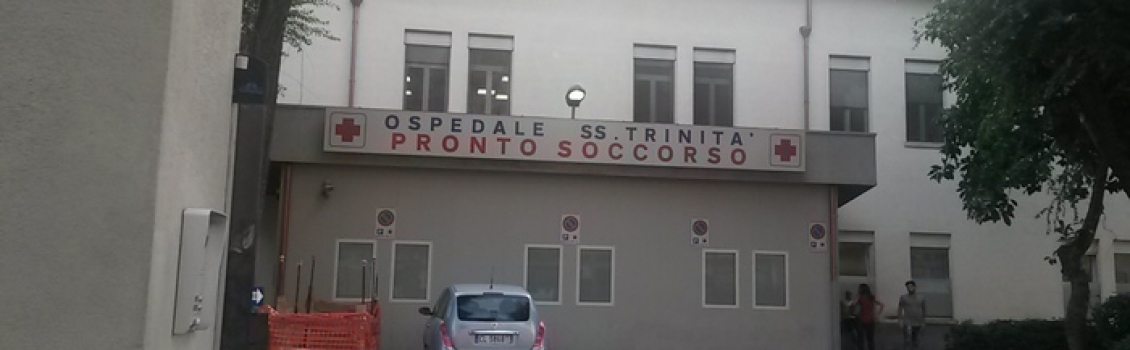 OSPEDALE SS. TRINITA'
PRONTO SOCCORSO